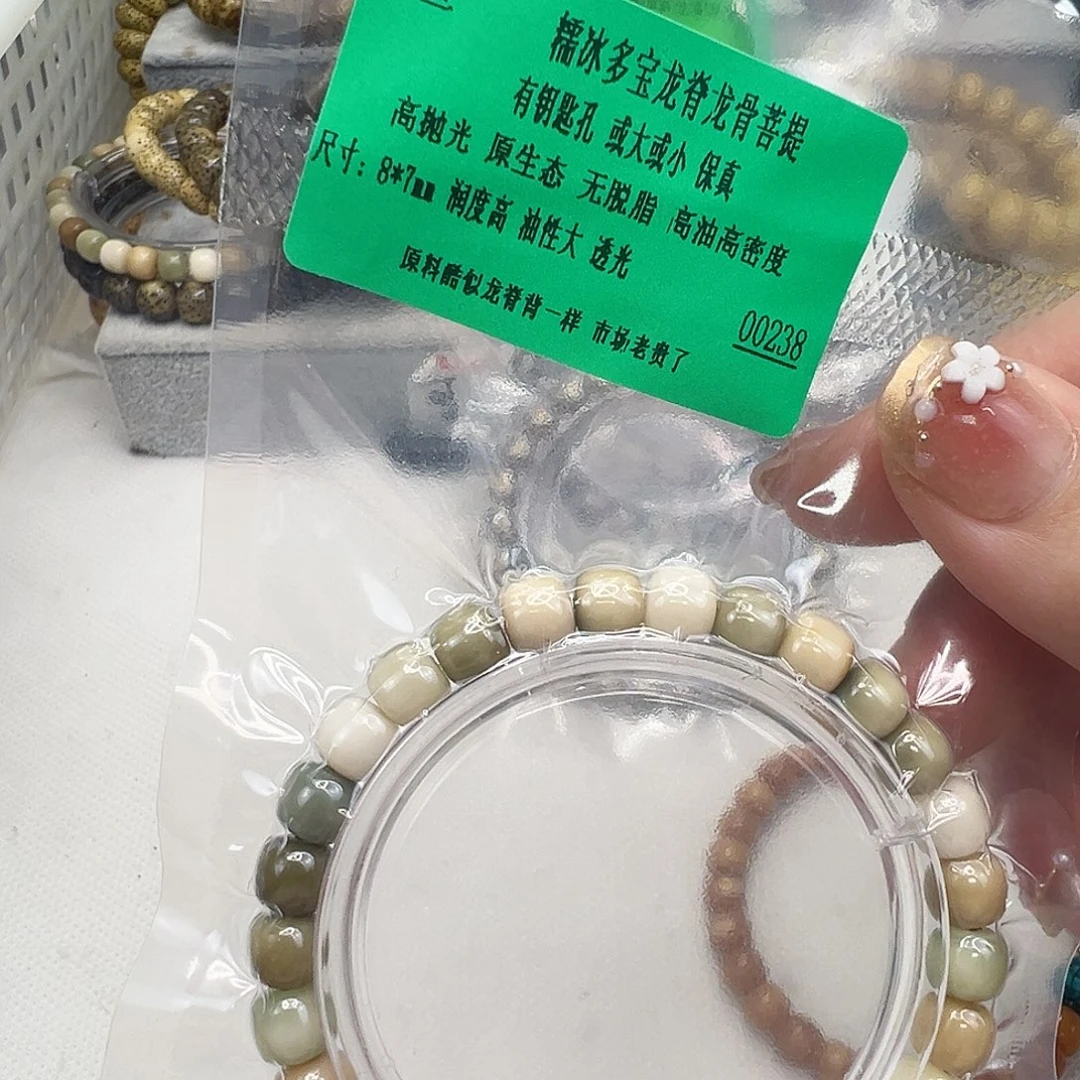 糯冰多宝龙脊龙骨菩提
有钥匙孔 或大或小 保真
高抛光 原生态 无脱脂 高油高密度
尺寸：8*7mm 润度高 油性大 透光
原料酷似龙脊背一样 市场老贵了
00238